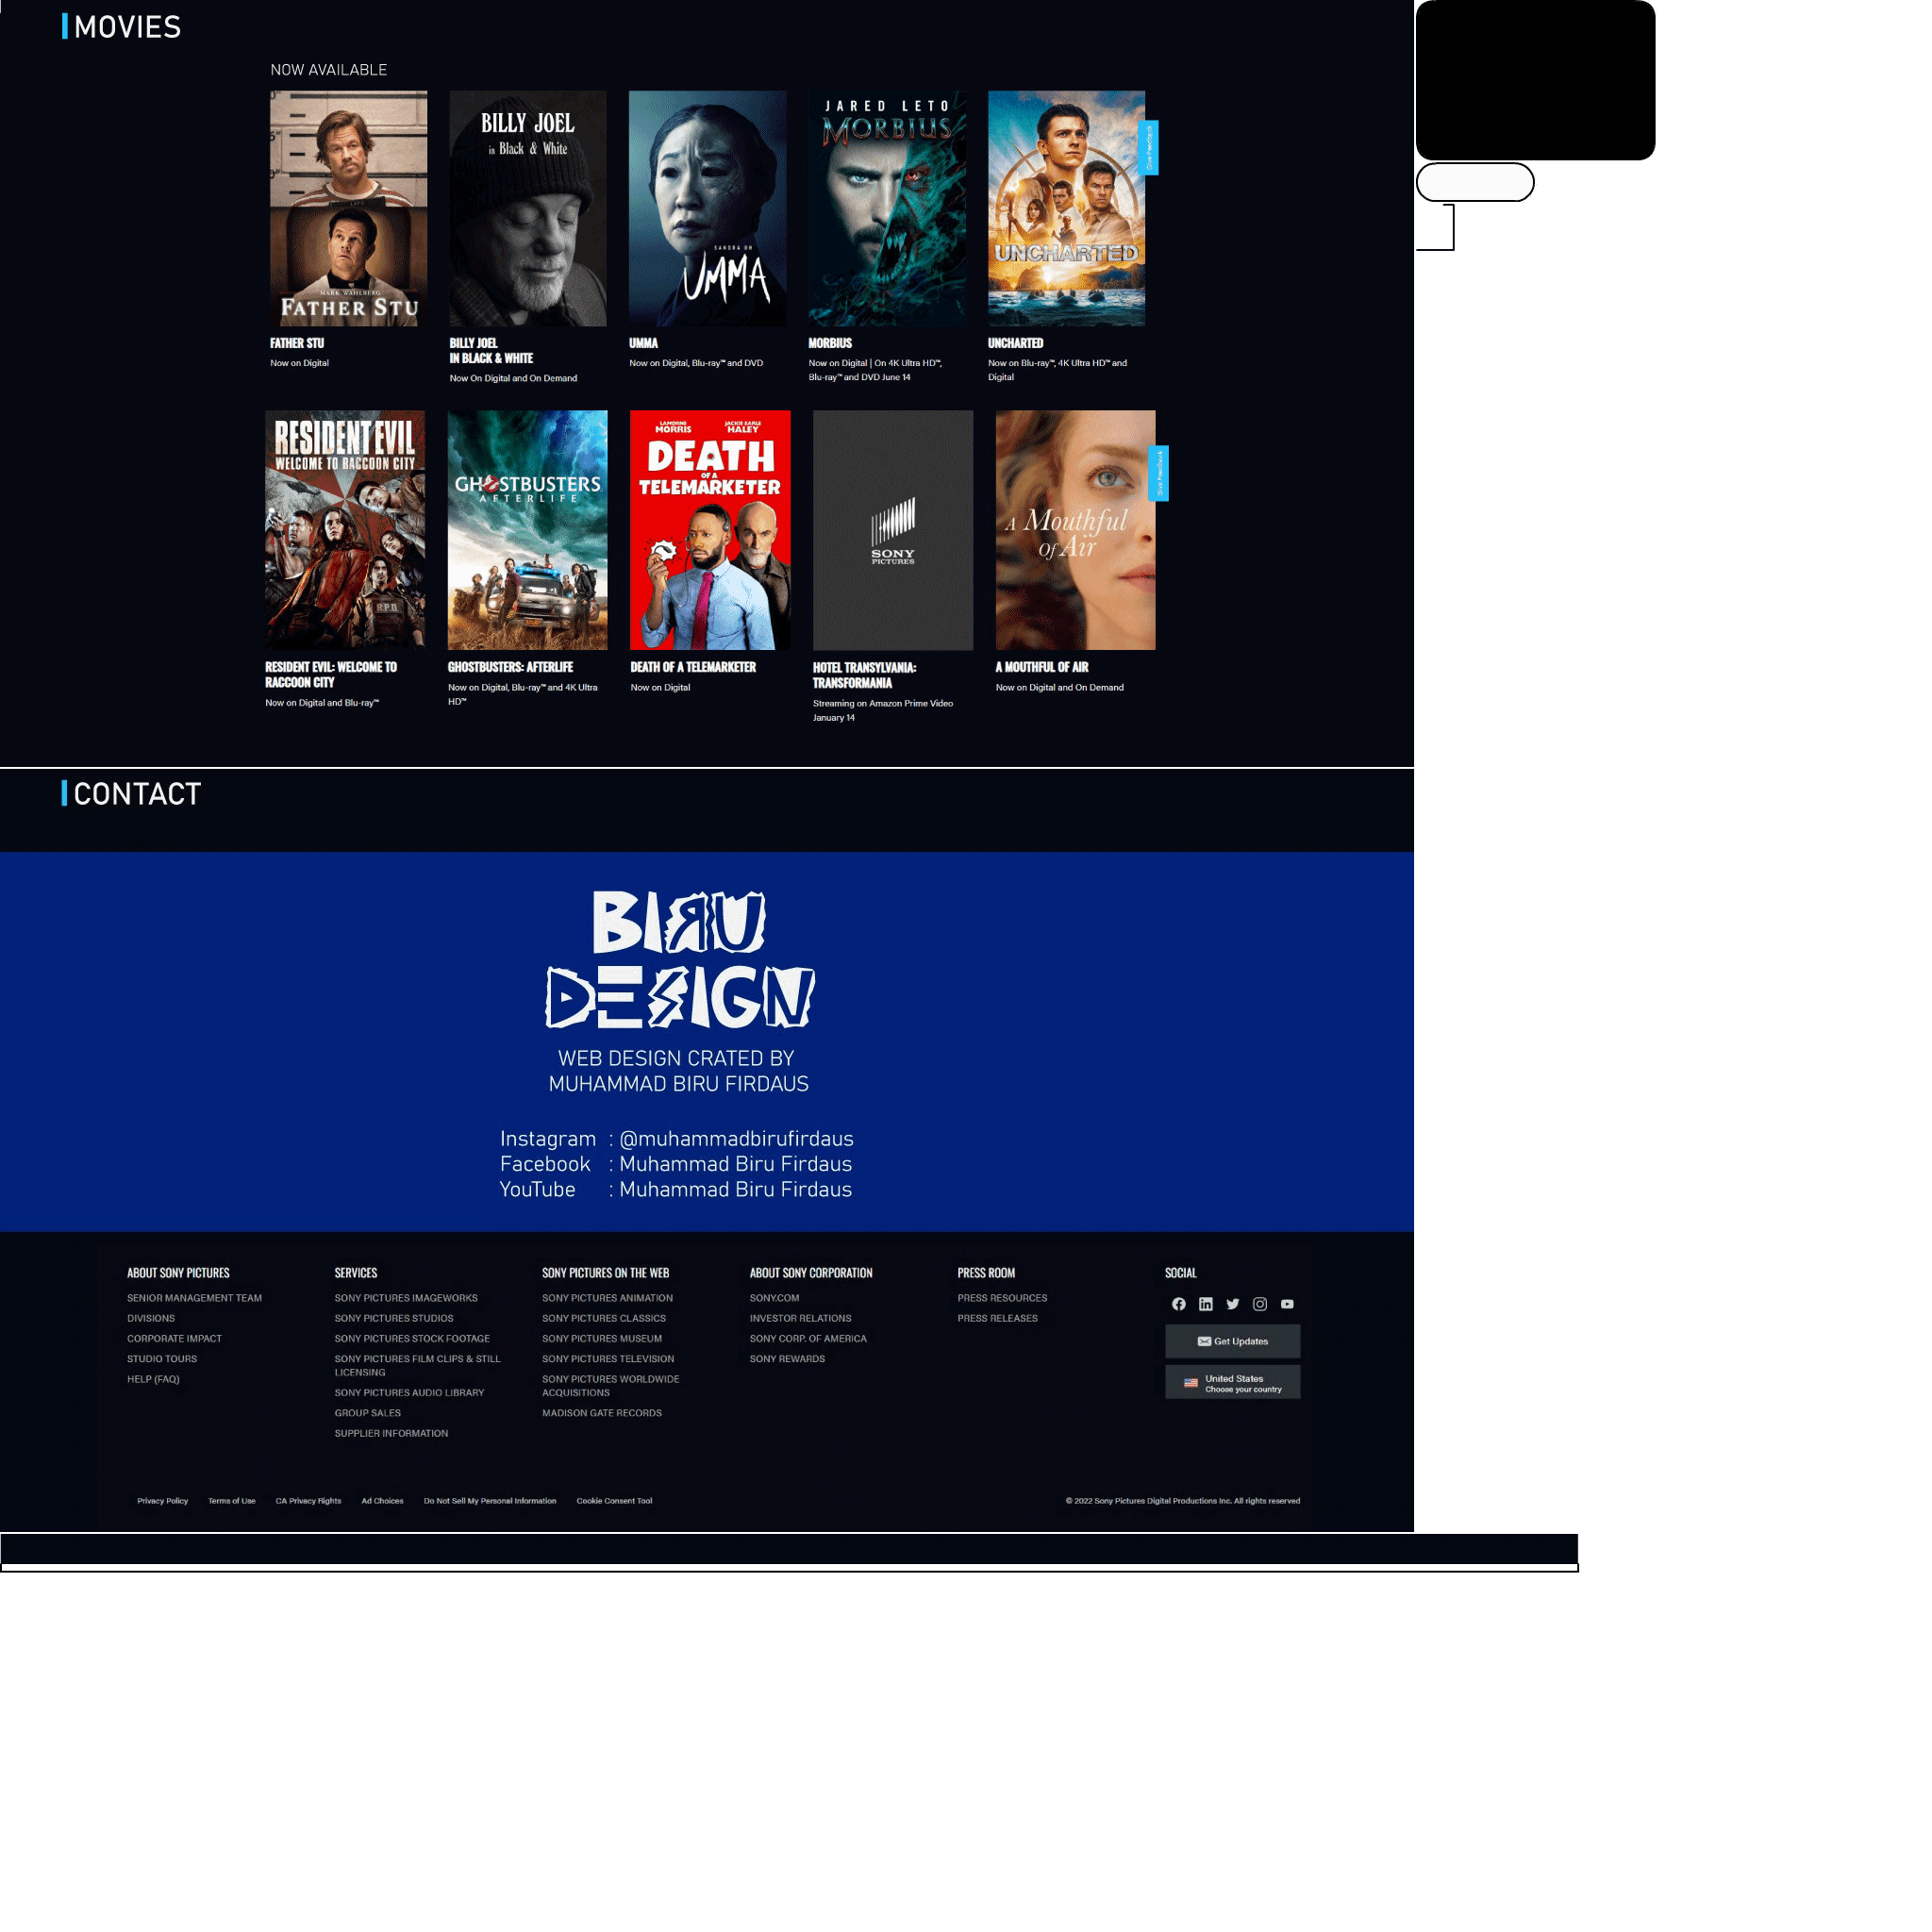 MOVIES
NOW AVAILABLE
MARK WAHLBERG
FATHER STU
BILLY JOEL
in Black & White
SANDRA OH
UMMA
JARED LETO
MORBIUS
UNCHARTED
Give Feedback
FATHER STU
Now on Digital
BILLY JOEL
IN BLACK & WHITE
Now On Digital and On Demand
UMMA
Now on Digital, Blu-ray™ and DVD
MORBIUS
Now on Digital | On 4K Ultra HD™,
Blu-ray™ and DVD June 14
UNCHARTED
Now on Blu-ray™, 4K Ultra HD™ and
Digital
RESIDENT EVIL
WELCOME TO RACCOON CITY
R.P.D.
GHOSTBUSTERS
AFTERLIFE
LAMORNE MORRIS
JACKIE EARLE HALEY
DEATH
OF A
TELEMARKETER
SONY
PICTURES
A Mouthful
Of Air
Give Feedback
RESIDENT EVIL: WELCOME TO
RACCOON CITY
Now on Digital and Blu-ray™
GHOSTBUSTERS: AFTERLIFE
Now on Digital, Blu-ray™ and 4K Ultra
HD™
DEATH OF A TELEMARKETER
Now on Digital
HOTEL TRANSYLVANIA:
TRANSFORMANIA
Streaming on Amazon Prime Video
January 14
A MOUTHFUL OF AIR
Now on Digital and On Demand
CONTACT
BIRU
DESIGN
WEB DESIGN CRATED BY
MUHAMMAD BIRU FIRDAUS
Instagram : @muhammadbirufirdaus
Facebook : Muhammad Biru Firdaus
YouTube : Muhammad Biru Firdaus
ABOUT SONY PICTURES
SENIOR MANAGEMENT TEAM
DIVISIONS
CORPORATE IMPACT
STUDIO TOURS
HELP (FAQ)
SERVICES
SONY PICTURES IMAGEWORKS
SONY PICTURES STUDIOS
SONY PICTURES STOCK FOOTAGE
SONY PICTURES FILM CLIPS & STILL
LICENSING
SONY PICTURES AUDIO LIBRARY
GROUP SALES
SUPPLIER INFORMATION
SONY PICTURES ON THE WEB
SONY PICTURES ANIMATION
SONY PICTURES CLASSICS
SONY PICTURES MUSEUM
SONY PICTURES TELEVISION
SONY PICTURES WORLDWIDE
ACQUISITIONS
MADISON GATE RECORDS
ABOUT SONY CORPORATION
SONY.COM
INVESTOR RELATIONS
SONY CORP. OF AMERICA
SONY REWARDS
PRESS ROOM
PRESS RESOURCES
PRESS RELEASES
SOCIAL
Get Updates
United States
Choose your country
Privacy Policy Terms of Use CA Privacy Rights Ad Choices Do Not Sell My Personal Information Cookie Consent Tool
© 2022 Sony Pictures Digital Productions Inc. All rights reserved